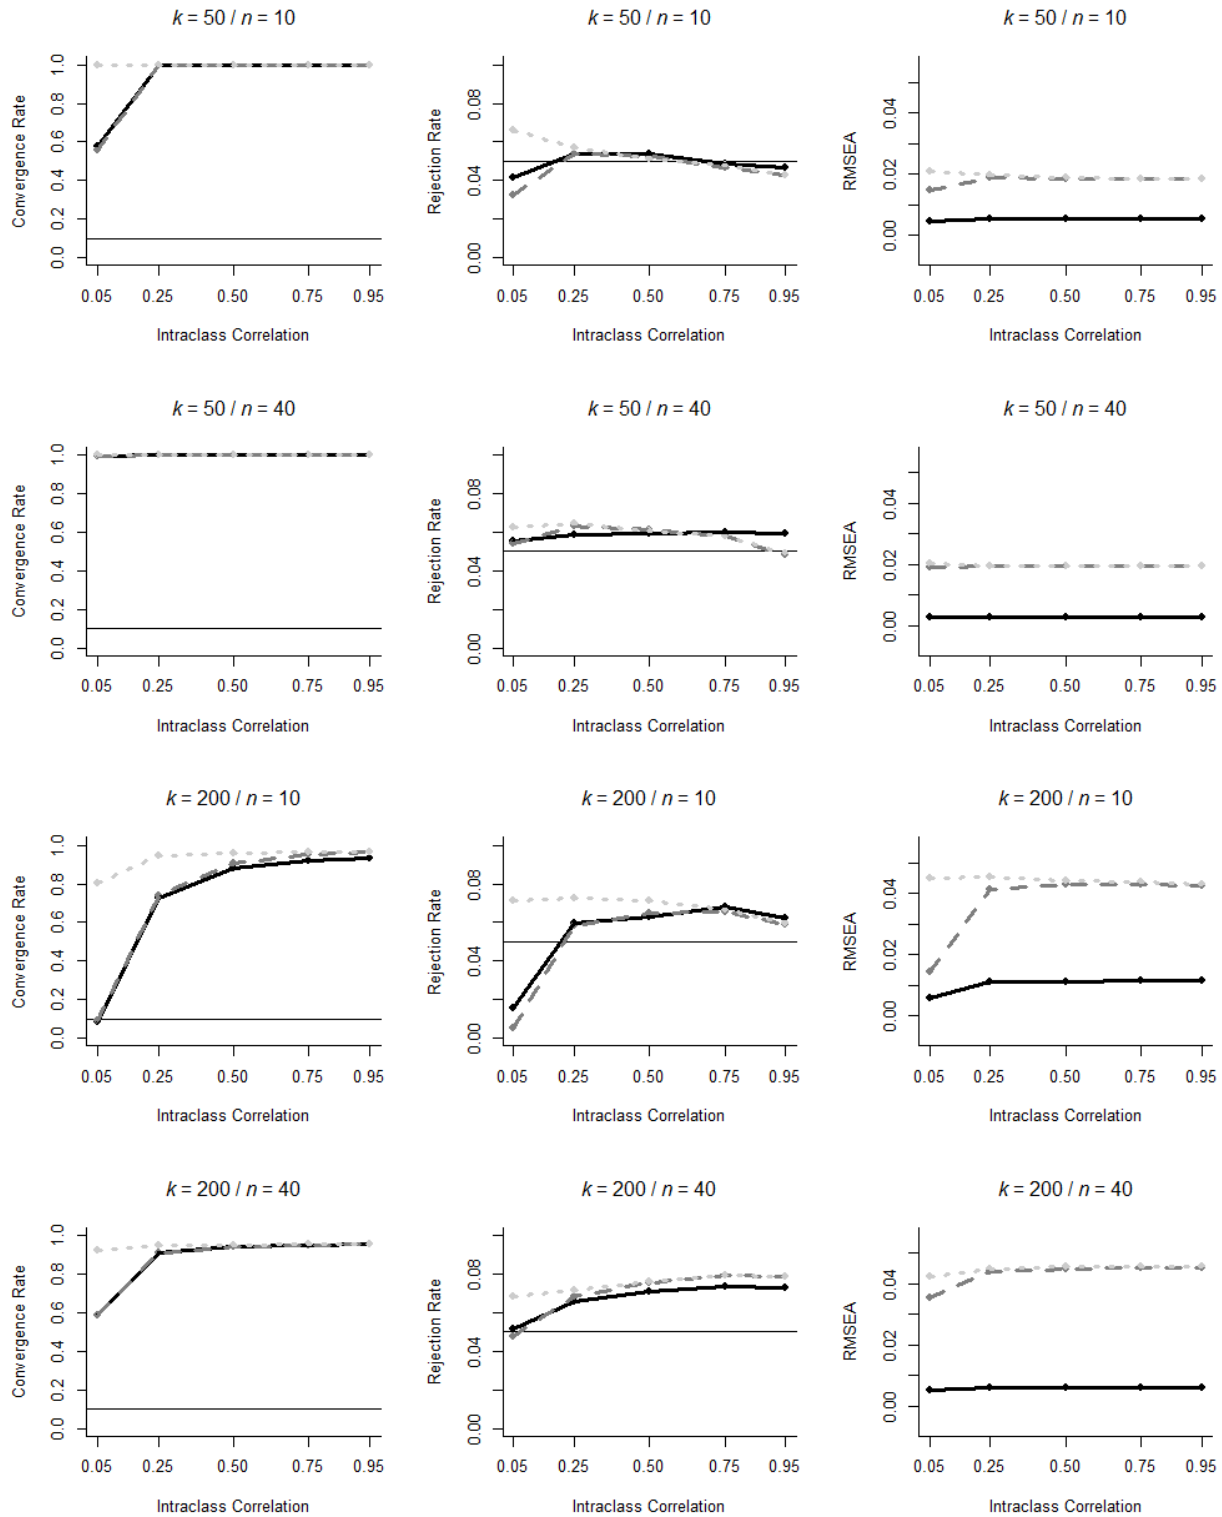 k = 50 / n = 10
k = 50 / n = 10
k = 50 / n = 10
Convergence Rate
0.0 0.2 0.4 0.6 0.8 1.0
0.05 0.25 0.50 0.75 0.95
Intraclass Correlation
Rejection Rate
0.00 0.04 0.08
0.05 0.25 0.50 0.75 0.95
Intraclass Correlation
RMSEA
0.00 0.02 0.04
0.05 0.25 0.50 0.75 0.95
Intraclass Correlation
k = 50 / n = 40
k = 50 / n = 40
k = 50 / n = 40
Convergence Rate
0.0 0.2 0.4 0.6 0.8 1.0
0.05 0.25 0.50 0.75 0.95
Intraclass Correlation
Rejection Rate
0.00 0.04 0.08
0.05 0.25 0.50 0.75 0.95
Intraclass Correlation
RMSEA
0.00 0.02 0.04
0.05 0.25 0.50 0.75 0.95
Intraclass Correlation
k = 200 / n = 10
k = 200 / n = 10
k = 200 / n = 10
Convergence Rate
0.0 0.2 0.4 0.6 0.8 1.0
0.05 0.25 0.50 0.75 0.95
Intraclass Correlation
Rejection Rate
0.00 0.04 0.08
0.05 0.25 0.50 0.75 0.95
Intraclass Correlation
RMSEA
0.00 0.02 0.04
0.05 0.25 0.50 0.75 0.95
Intraclass Correlation
k = 200 / n = 40
k = 200 / n = 40
k = 200 / n = 40
Convergence Rate
0.0 0.2 0.4 0.6 0.8 1.0
0.05 0.25 0.50 0.75 0.95
Intraclass Correlation
Rejection Rate
0.00 0.04 0.08
0.05 0.25 0.50 0.75 0.95
Intraclass Correlation
RMSEA
0.00 0.02 0.04
0.05 0.25 0.50 0.75 0.95
Intraclass Correlation